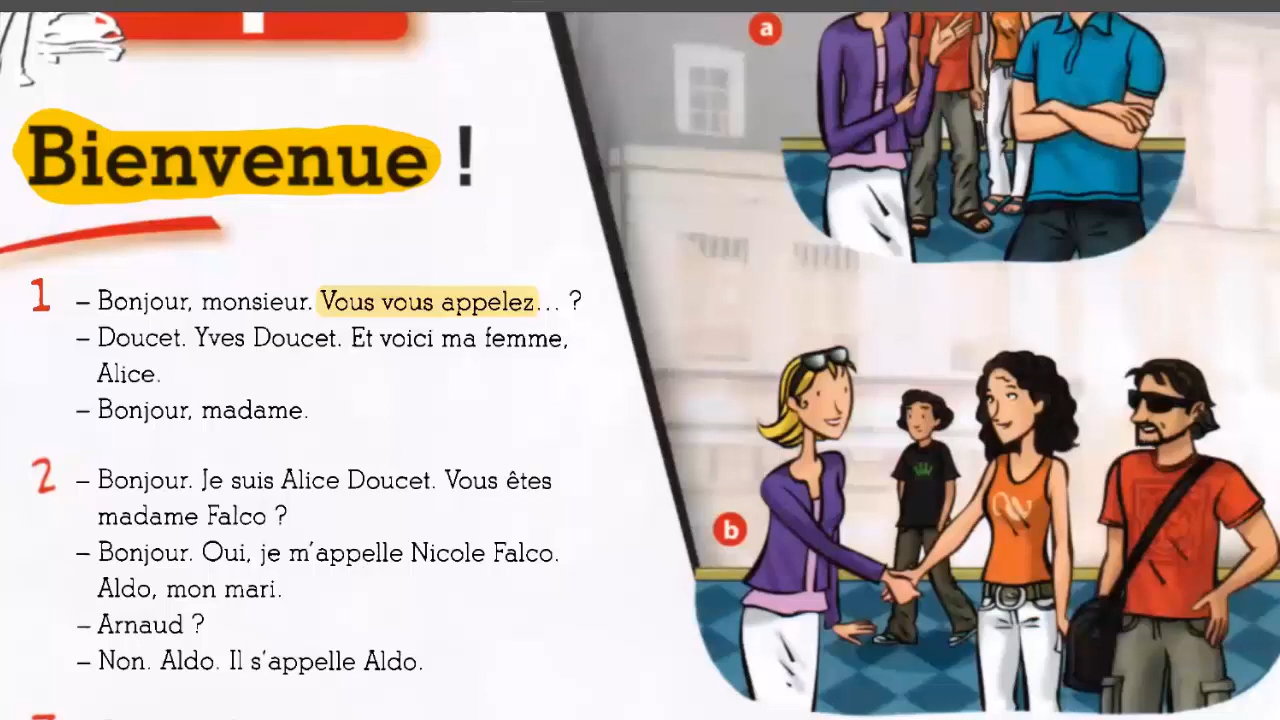 Bienvenue !
1 – Bonjour, monsieur. Vous vous appelez... ?
– Doucet. Yves Doucet. Et voici ma femme,
Alice.
– Bonjour, madame.
2 – Bonjour. Je suis Alice Doucet. Vous êtes
madame Falco ?
– Bonjour. Oui, je m'appelle Nicole Falco.
Aldo, mon mari.
– Arnaud ?
– Non. Aldo. Il s'appelle Aldo.
a
b